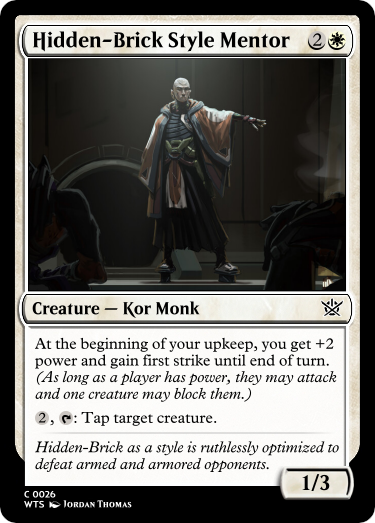 Hidden-Brick Style Mentor 2
Creature — Kor Monk
At the beginning of your upkeep, you get +2
power and gain first strike until end of turn.
(As long as a player has power, they may attack
and one creature may block them.)
2, : Tap target creature.
Hidden-Brick as a style is ruthlessly optimized to
defeat armed and armored opponents.
1/3
C 0026
WTS Jordan Thomas